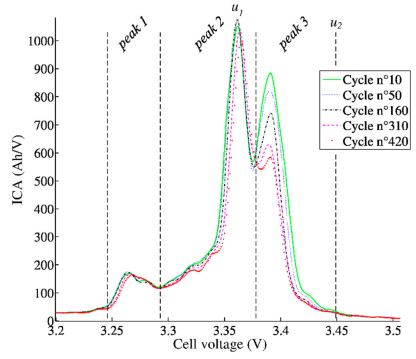 peak 1
peak 2
u1
peak 3
u2
ICA (Ah/V)
1000
900
800
700
600
500
400
300
200
100
0
Cycle n°10
Cycle n°50
Cycle n°160
Cycle n°310
Cycle n°420
3.2
3.25
3.3
3.35
3.4
3.45
3.5
Cell voltage (V)